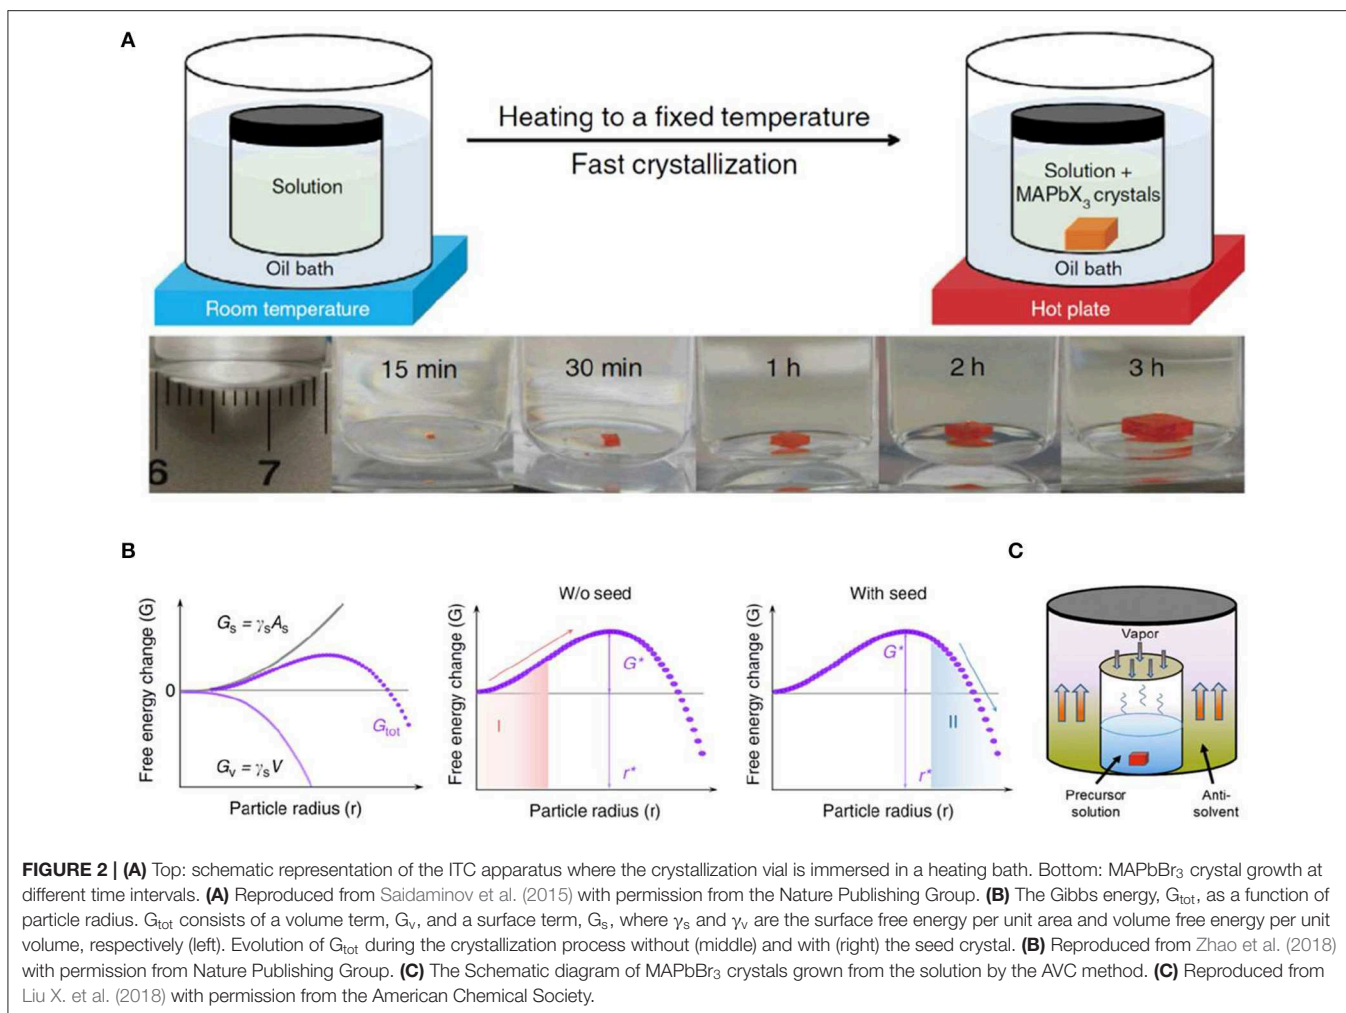 A
Heating to a fixed temperature
Fast crystallization
Solution
Oil bath
Room temperature
Solution +
MAPbX₃ crystals
Oil bath
Hot plate
6 7
15 min
30 min
1 h
2 h
3 h
B
Free energy change (G)
Gₛ = γₛAₛ
0
Gₜₒₜ
Gᵥ = γₛV
Particle radius (r)
W/o seed
Free energy change (G)
G*
I
r*
Particle radius (r)
With seed
Free energy change (G)
G*
II
r*
Particle radius (r)
C
Vapor
Precursor
solution
Anti-
solvent
FIGURE 2 | (A) Top: schematic representation of the ITC apparatus where the crystallization vial is immersed in a heating bath. Bottom: MAPbBr₃ crystal growth at
different time intervals. (A) Reproduced from Saidaminov et al. (2015) with permission from the Nature Publishing Group. (B) The Gibbs energy, Gₜₒₜ, as a function of
particle radius. Gₜₒₜ consists of a volume term, Gᵥ, and a surface term, Gₛ, where γₛ and γᵥ are the surface free energy per unit area and volume free energy per unit
volume, respectively (left). Evolution of Gₜₒₜ during the crystallization process without (middle) and with (right) the seed crystal. (B) Reproduced from Zhao et al. (2018)
with permission from Nature Publishing Group. (C) The Schematic diagram of MAPbBr₃ crystals grown from the solution by the AVC method. (C) Reproduced from
Liu X. et al. (2018) with permission from the American Chemical Society.